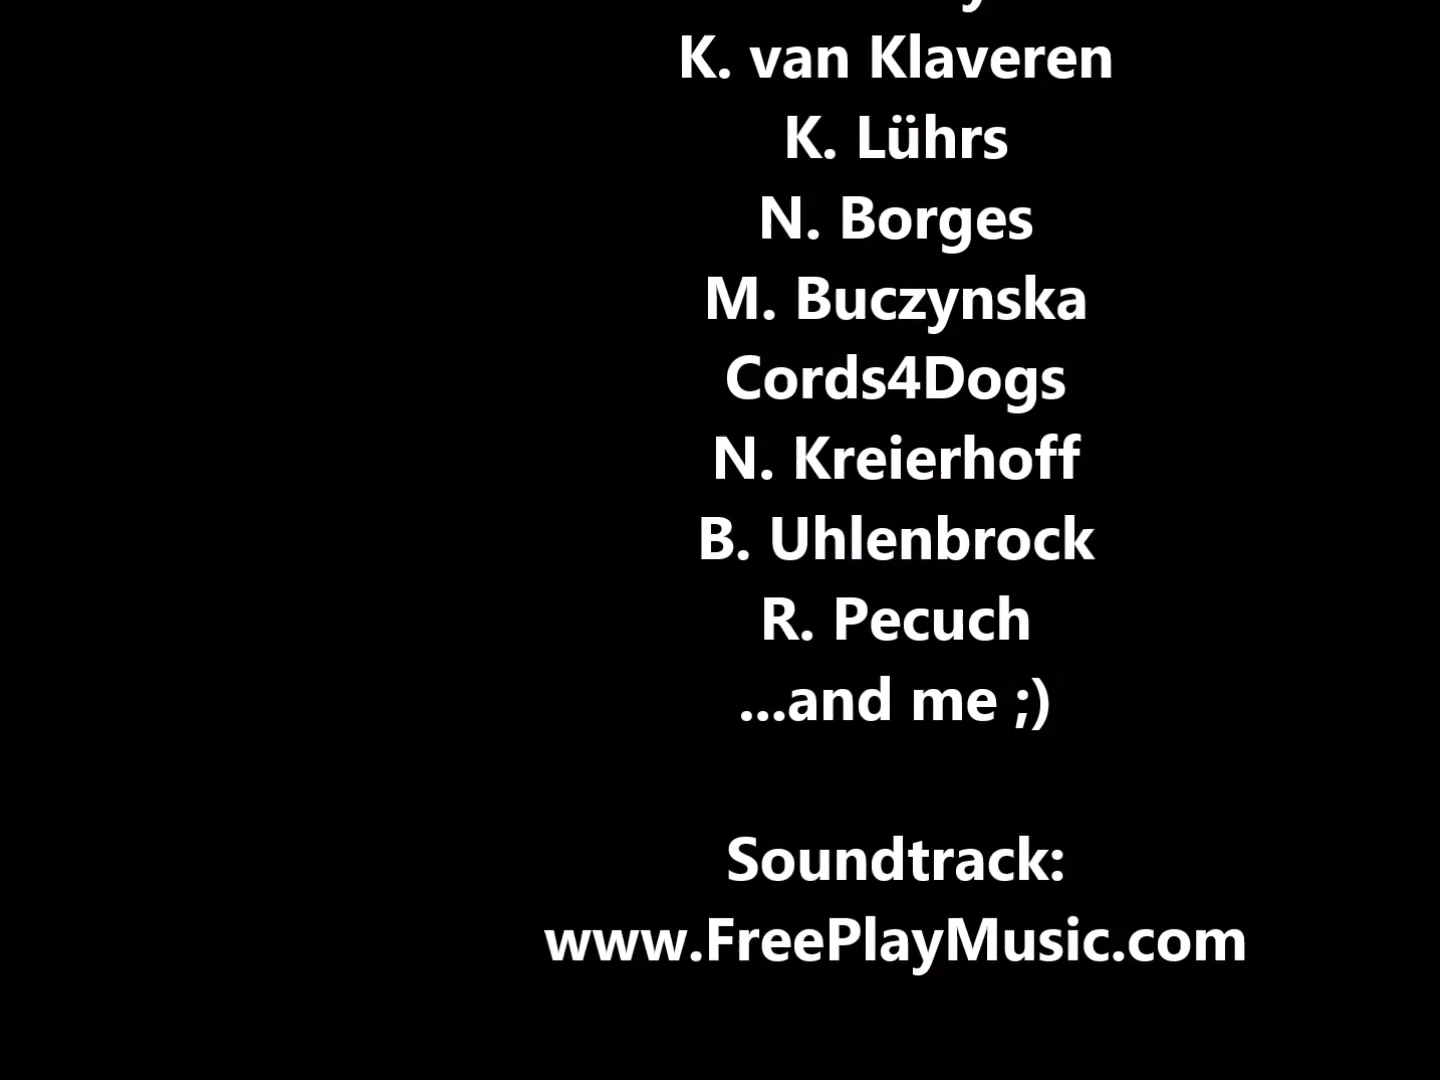 K. van Klaveren
K. Lührs
N. Borges
M. Buczynska
Cords4Dogs
N. Kreierhoff
B. Uhlenbrock
R. Pecuch
...and me ;)
Soundtrack:
www.FreePlayMusic.com